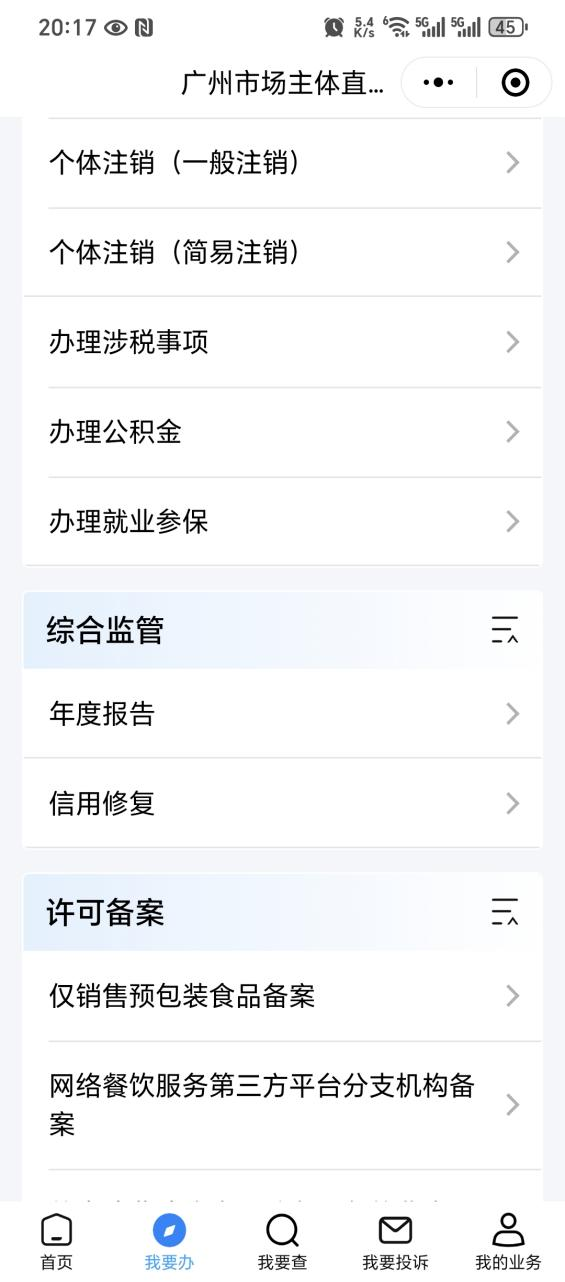 20:17
5.4
K/s
6
5G
5G
45
广州市场主体直...
个体注销（一般注销）
个体注销（简易注销）
办理涉税事项
办理公积金
办理就业参保
综合监管
年度报告
信用修复
许可备案
仅销售预包装食品备案
网络餐饮服务第三方平台分支机构备
案
首页
我要办
我要查
我要投诉
我的业务